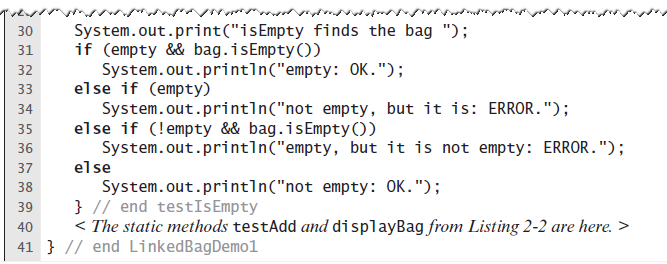 30 System.out.print("isEmpty finds the bag ");
31 if (empty && bag.isEmpty())
32 System.out.println("empty: OK.");
33 else if (empty)
34 System.out.println("not empty, but it is: ERROR.");
35 else if (!empty && bag.isEmpty())
36 System.out.println("empty, but it is not empty: ERROR.");
37 else
38 System.out.println("not empty: OK.");
39 } // end testIsEmpty
40 < The static methods testAdd and displayBag from Listing 2-2 are here. >
41 } // end LinkedBagDemo1